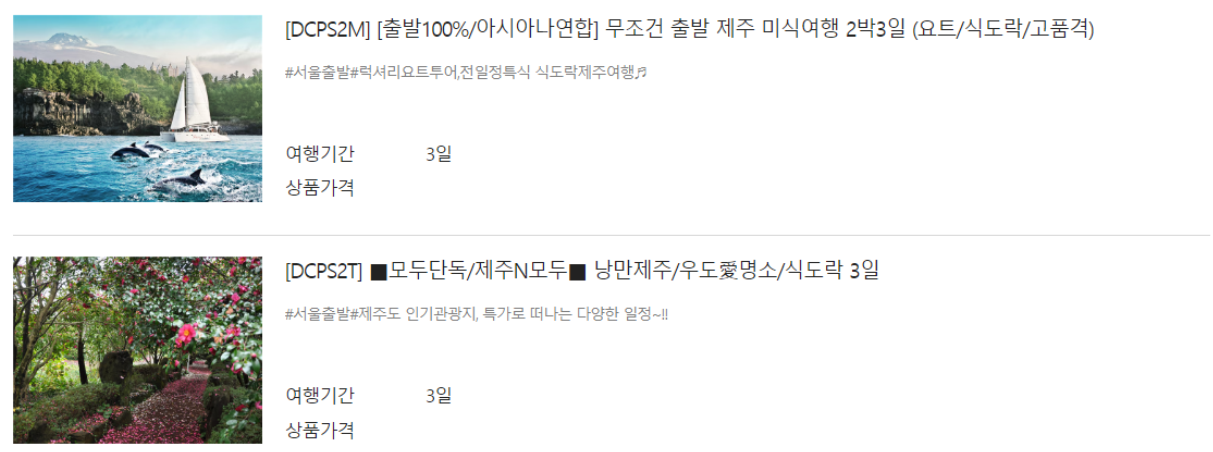 [DCPS2M] [출발100%/아시아나연합] 무조건 출발 제주 미식여행 2박3일 (요트/식도락/고품격)
#서울출발#럭셔리요트투어,전일정특식 식도락제주여행♬
여행기간 3일
상품가격
[DCPS2T] ■모두단독/제주N모두■ 낭만제주/우도愛명소/식도락 3일
#서울출발#제주도 인기관광지, 특가로 떠나는 다양한 일정~!!
여행기간 3일
상품가격